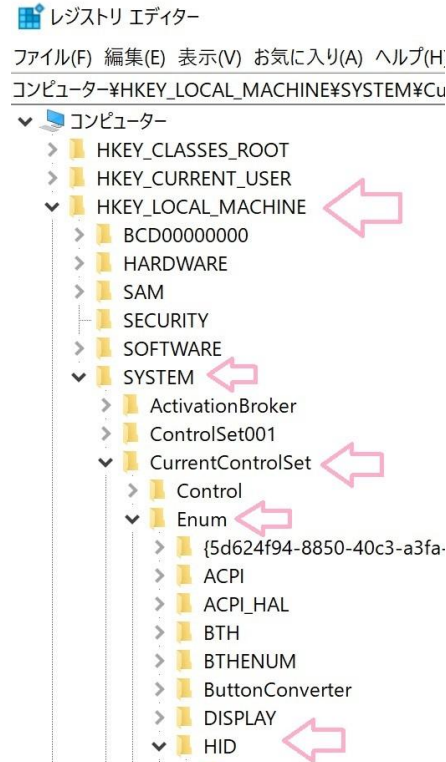 レジストリ エディター
ファイル(F) 編集(E) 表示(V) お気に入り(A) ヘルプ(H)
コンピューター¥HKEY_LOCAL_MACHINE¥SYSTEM¥Cu
コンピューター
HKEY_CLASSES_ROOT
HKEY_CURRENT_USER
HKEY_LOCAL_MACHINE
BCD00000000
HARDWARE
SAM
SECURITY
SOFTWARE
SYSTEM
ActivationBroker
ControlSet001
CurrentControlSet
Control
Enum
{5d624f94-8850-40c3-a3fa-
ACPI
ACPI_HAL
BTH
BTHENUM
ButtonConverter
DISPLAY
HID